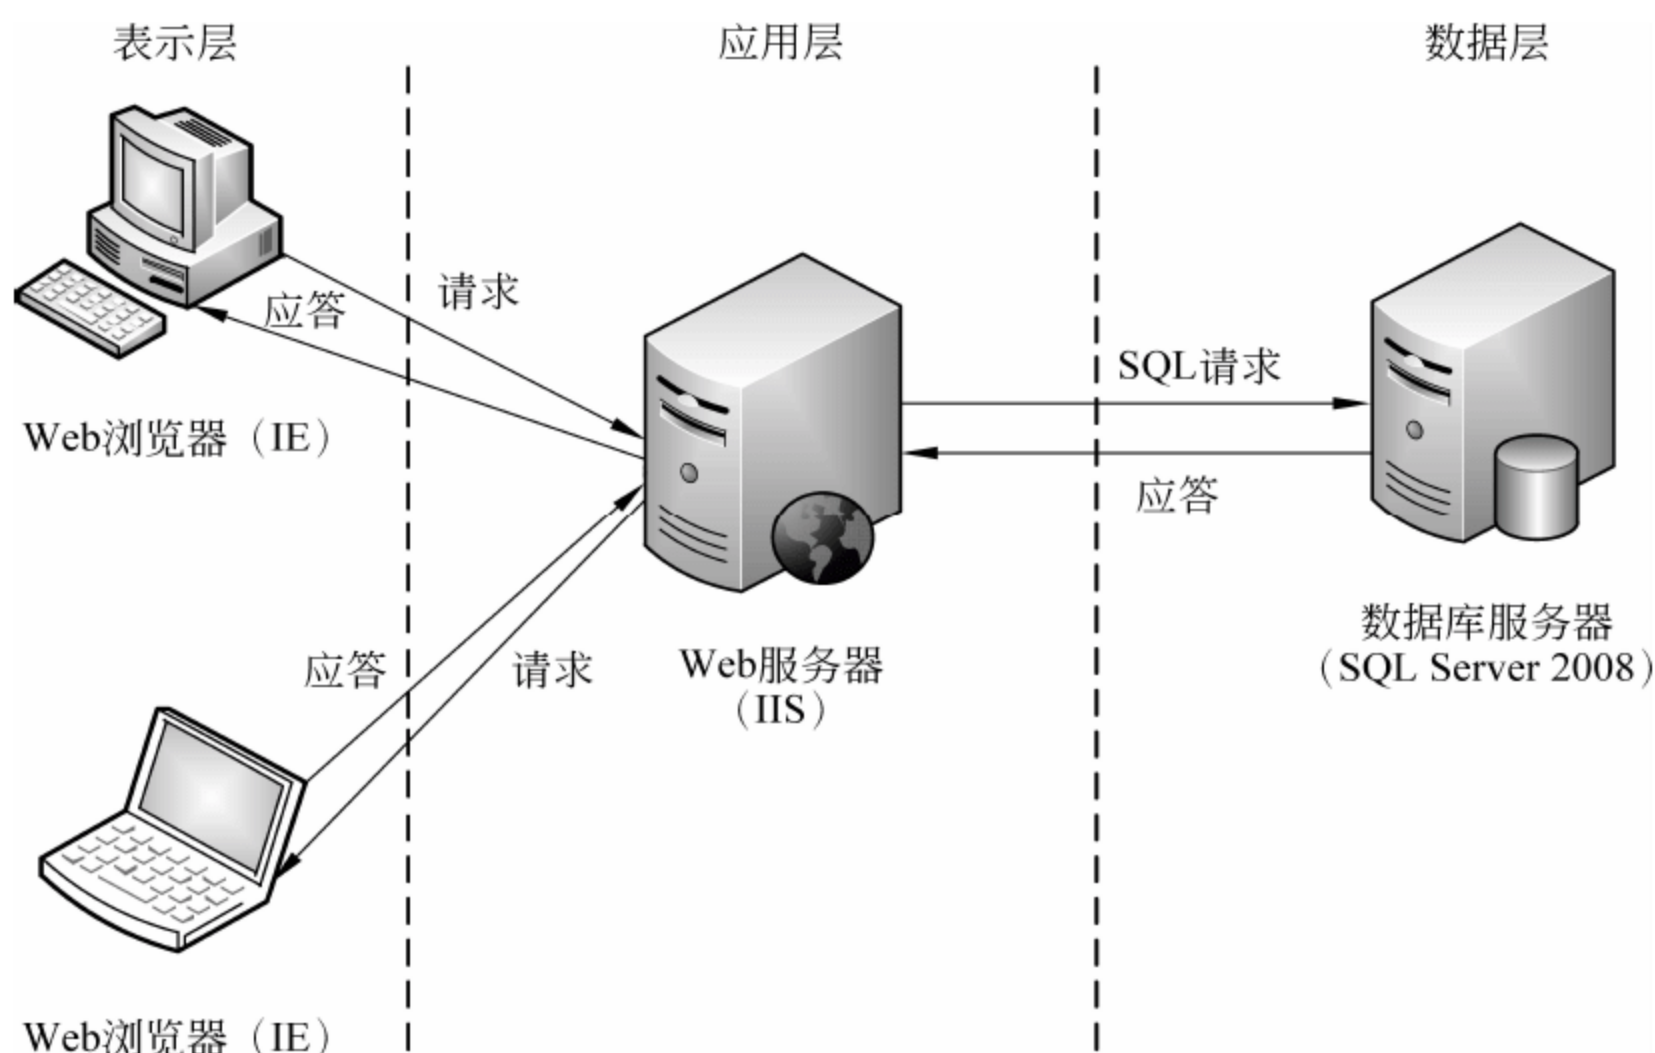 表示层
应用层
数据层
请求
应答
Web浏览器（IE）
SQL请求
应答
应答
请求
Web服务器
（IIS）
数据库服务器
（SQL Server 2008）
Web浏览器（IE）